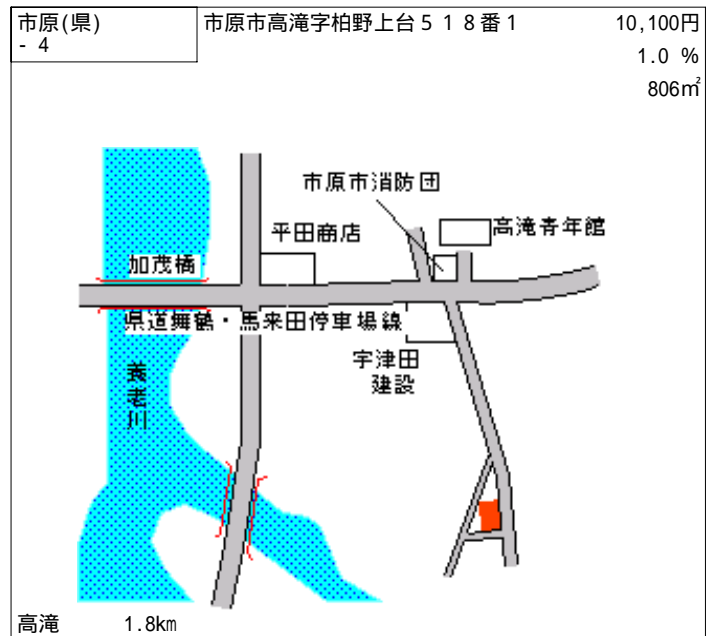 市原(県)
- 4
市原市高滝字柏野上台５１８番１
10,100円
1.0 %
806㎡
市原市消防団
平田商店
高滝青年館
加茂橋
県道舞鶴・馬来田停車場線
宇津田
建設
養老川
高滝 1.8km